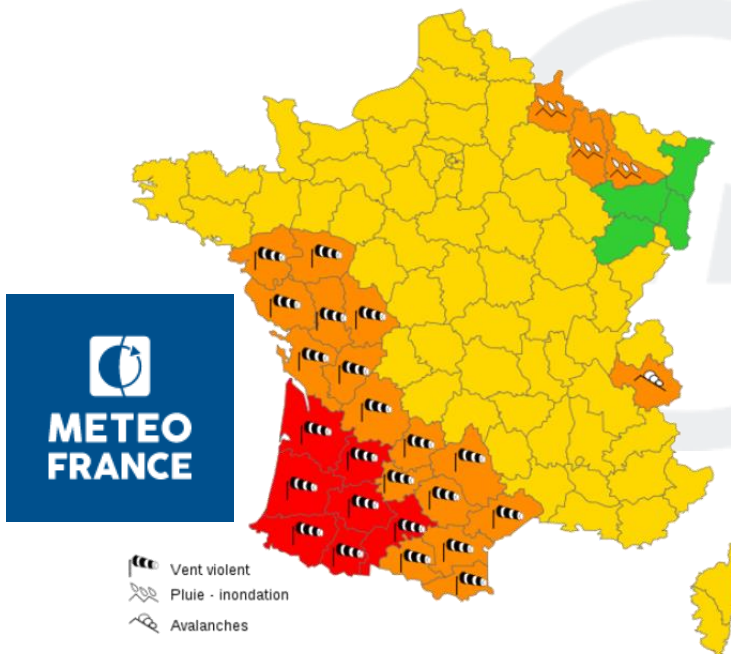 METEO
FRANCE
Vent violent
Pluie - inondation
Avalanches